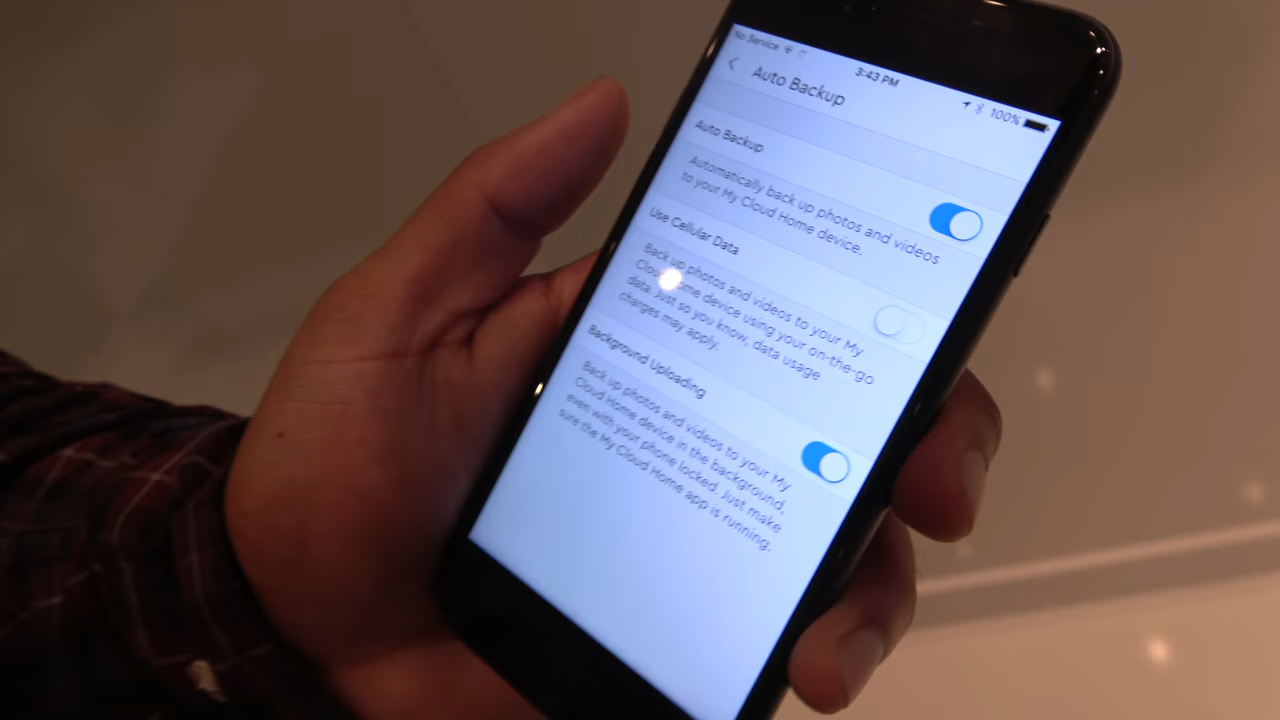 No Service
3:43 PM
100%
Auto Backup
Auto Backup
Automatically back up photos and videos
to your My Cloud Home device.
Use Cellular Data
Back up photos and videos to your My
Cloud Home device using your on-the-go
data. Just so you know, data usage
charges may apply.
Background Uploading
Back up photos and videos to your My
Cloud Home device in the background,
even with your phone locked. Just make
sure the My Cloud Home app is running.